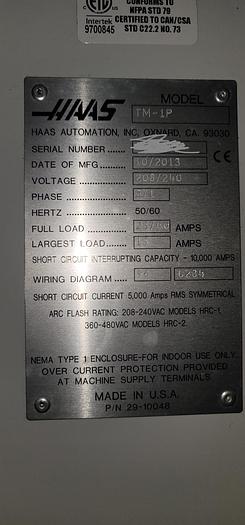 CONFORMS TO
NFPA STD 79
CERTIFIED TO CAN/CSA
STD C22.2 NO. 73
ETL
Intertek
9700845
HAAS
MODEL
TM-1P
HAAS AUTOMATION, INC. OXNARD, CA. 93030
SERIAL NUMBER
DATE OF MFG. 10/2013
CE
VOLTAGE 208/240
PHASE
HERTZ 50/60
FULL LOAD AMPS
LARGEST LOAD AMPS
SHORT CIRCUIT INTERRUPTING CAPACITY - 10,000 AMPS
WIRING DIAGRAM
SHORT CIRCUIT CURRENT 5,000 Amps RMS SYMMETRICAL
ARC FLASH RATING: 208-240VAC MODELS HRC-1,
360-480VAC MODELS HRC-2.
NEMA TYPE 1 ENCLOSURE-FOR INDOOR USE ONLY
OVER CURRENT PROTECTION PROVIDED
AT MACHINE SUPPLY TERMINALS
MADE IN U.S.A.
P/N 29-10048